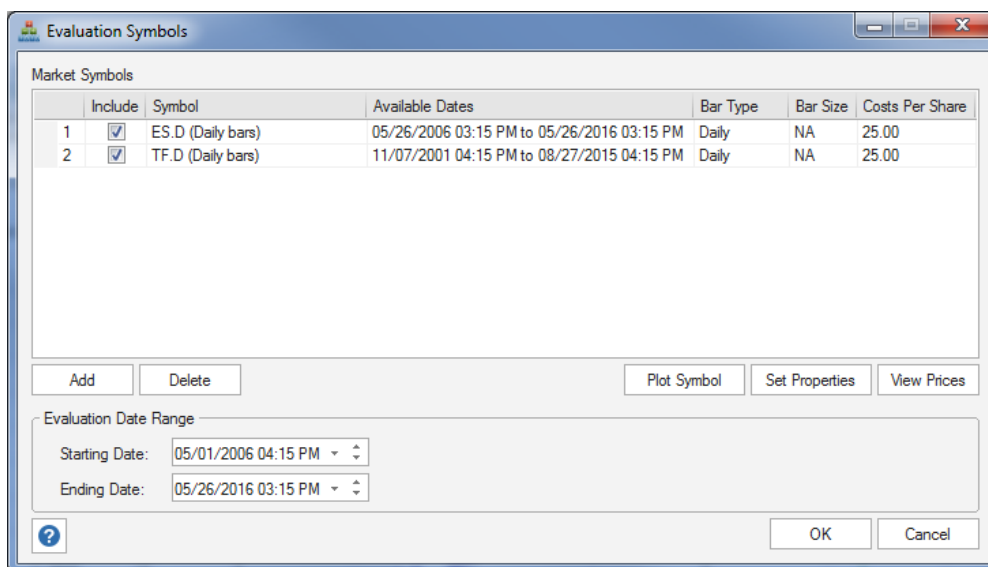 Evaluation Symbols
Market Symbols
Include Symbol Available Dates Bar Type Bar Size Costs Per Share
1 ES.D (Daily bars) 05/26/2006 03:15 PM to 05/26/2016 03:15 PM Daily NA 25.00
2 TF.D (Daily bars) 11/07/2001 04:15 PM to 08/27/2015 04:15 PM Daily NA 25.00
Add Delete Plot Symbol Set Properties View Prices
Evaluation Date Range
Starting Date: 05/01/2006 04:15 PM
Ending Date: 05/26/2016 03:15 PM
? OK Cancel